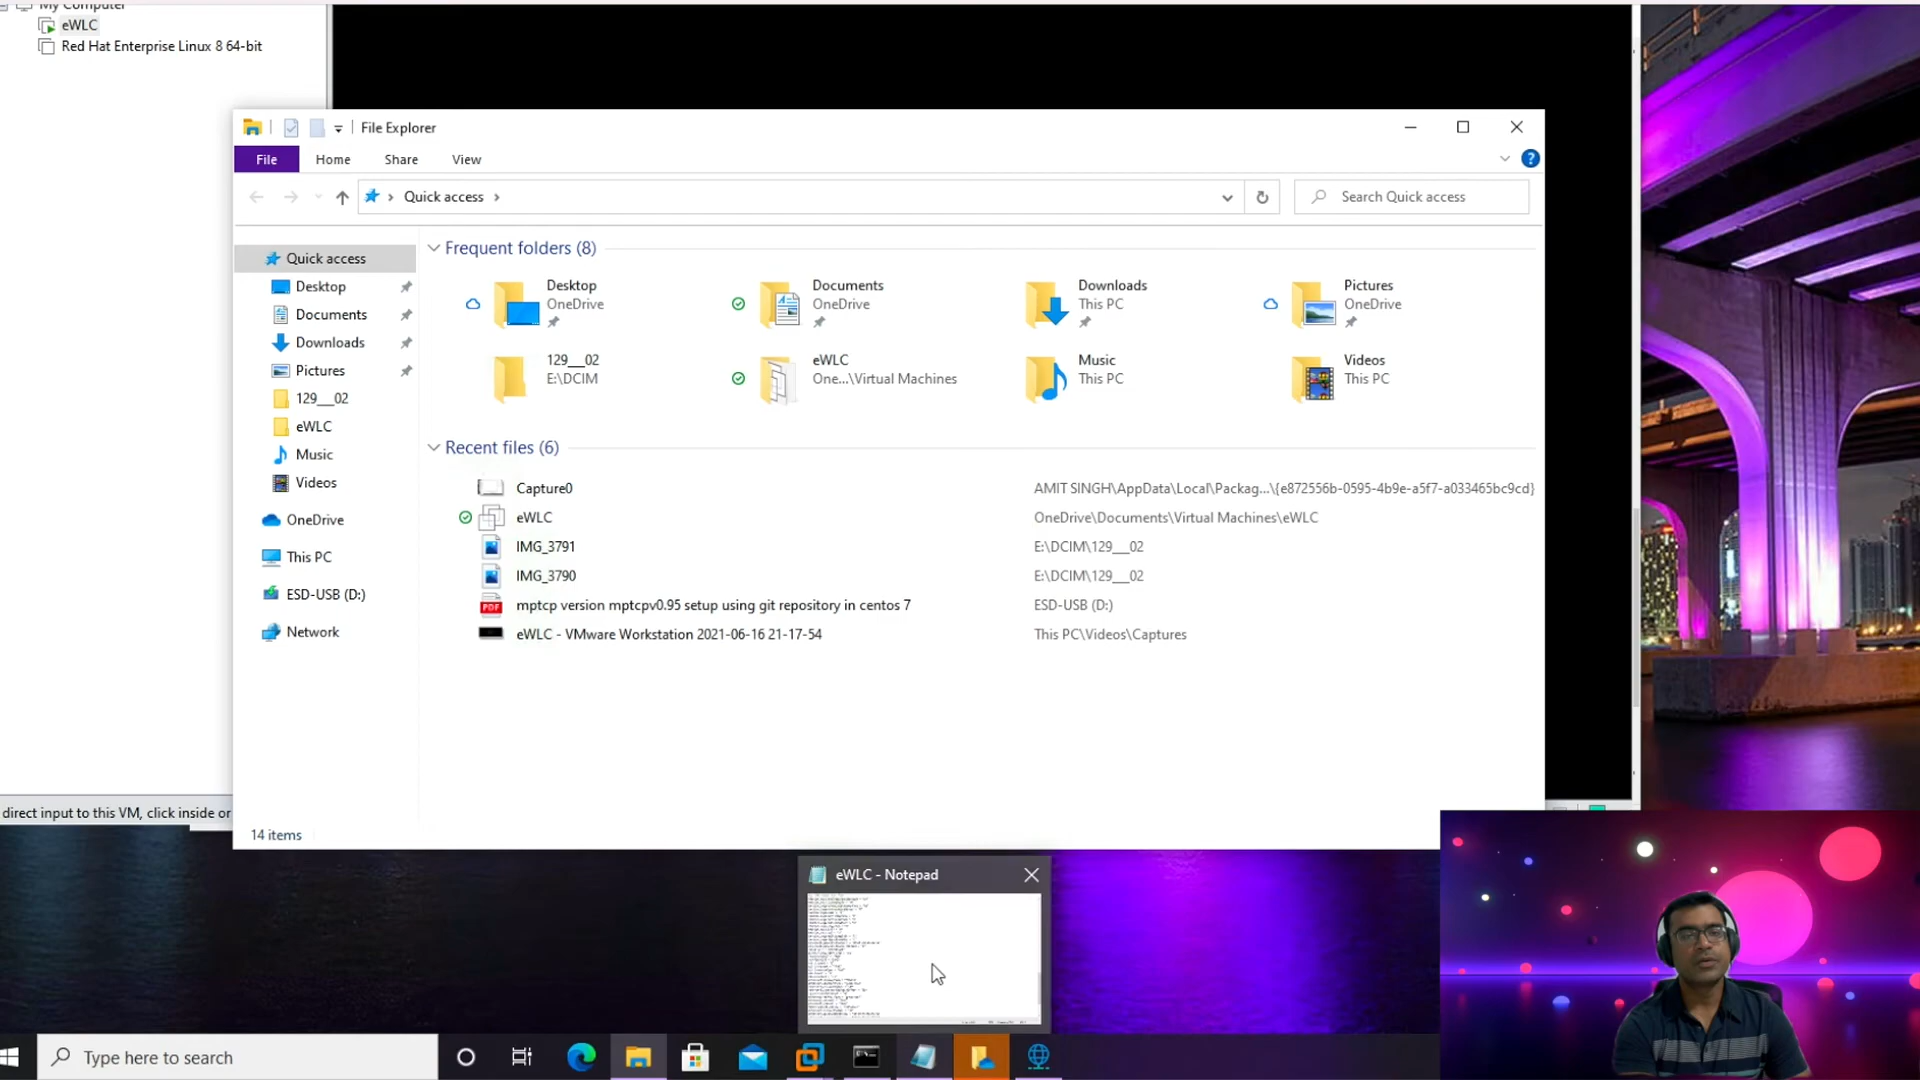 My Computer
eWLC
Red Hat Enterprise Linux 8 64-bit
File Explorer
File
Home
Share
View
Quick access
Search Quick access
Quick access
Desktop
Documents
Downloads
Pictures
129__02
eWLC
Music
Videos
OneDrive
This PC
ESD-USB (D:)
Network
Frequent folders (8)
Desktop
OneDrive
Documents
OneDrive
Downloads
This PC
Pictures
OneDrive
129__02
E:\DCIM
eWLC
One...\Virtual Machines
Music
This PC
Videos
This PC
Recent files (6)
Capture0
AMIT SINGH\AppData\Local\Packag...\{e872556b-0595-4b9e-a5f7-a033465bc9cd}
eWLC
OneDrive\Documents\Virtual Machines\eWLC
IMG_3791
E:\DCIM\129__02
IMG_3790
E:\DCIM\129__02
PDF
mptcp version mptcpv0.95 setup using git repository in centos 7
ESD-USB (D:)
eWLC - VMware Workstation 2021-06-16 21-17-54
This PC\Videos\Captures
direct input to this VM, click inside or
14 items
eWLC - Notepad
Type here to search